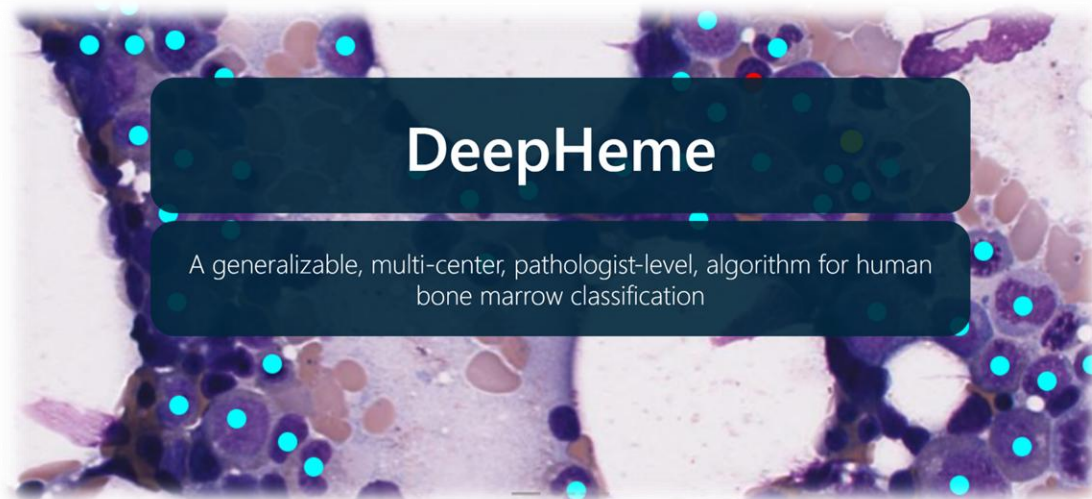 DeepHeme
A generalizable, multi-center, pathologist-level, algorithm for human
bone marrow classification